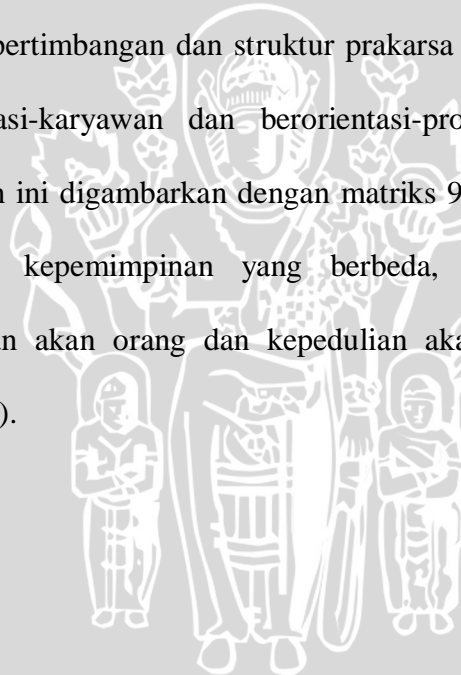 pertimbangan dan struktur prakarsa
asi-karyawan dan berorientasi-pro
n ini digambarkan dengan matriks 9
kepemimpinan yang berbeda,
n akan orang dan kepedulian aka
).